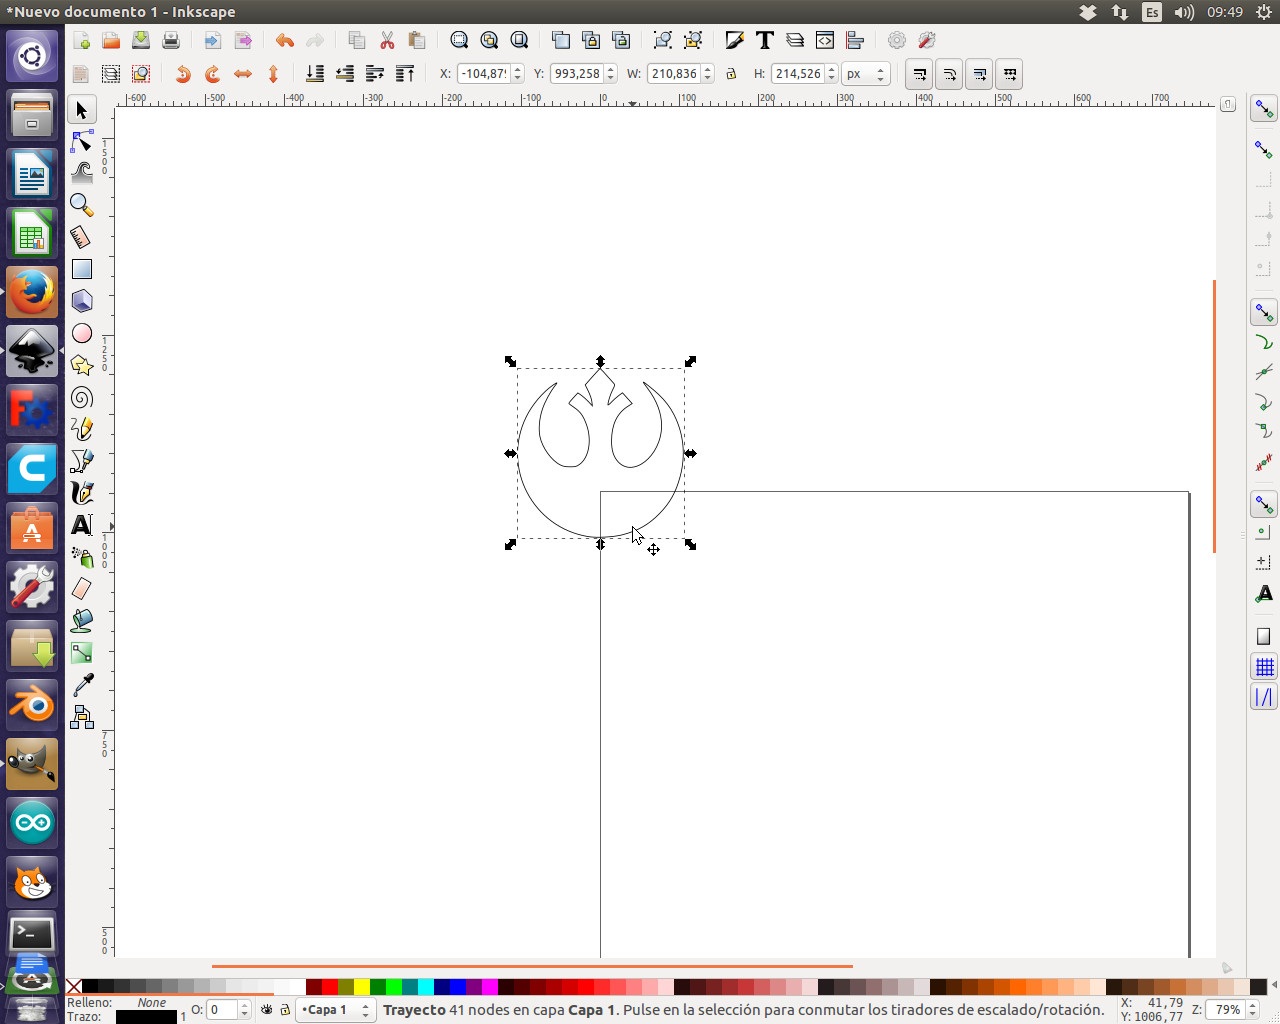 *Nuevo documento 1 - Inkscape
Es
09:49
X: -104,87
Y: 993,258
W: 210,836
H: 214,526
px
-600 -500 -400 -300 -200 -100 0 100 200 300 400 500 600 700
1500
1250
1000
750
500
Relleno: None
Trazo: 1
O: 0
•Capa 1
Trayecto 41 nodes en capa Capa 1. Pulse en la selección para conmutar los tiradores de escalado/rotación.
X: 41,79
Y: 1006,77
Z: 79%